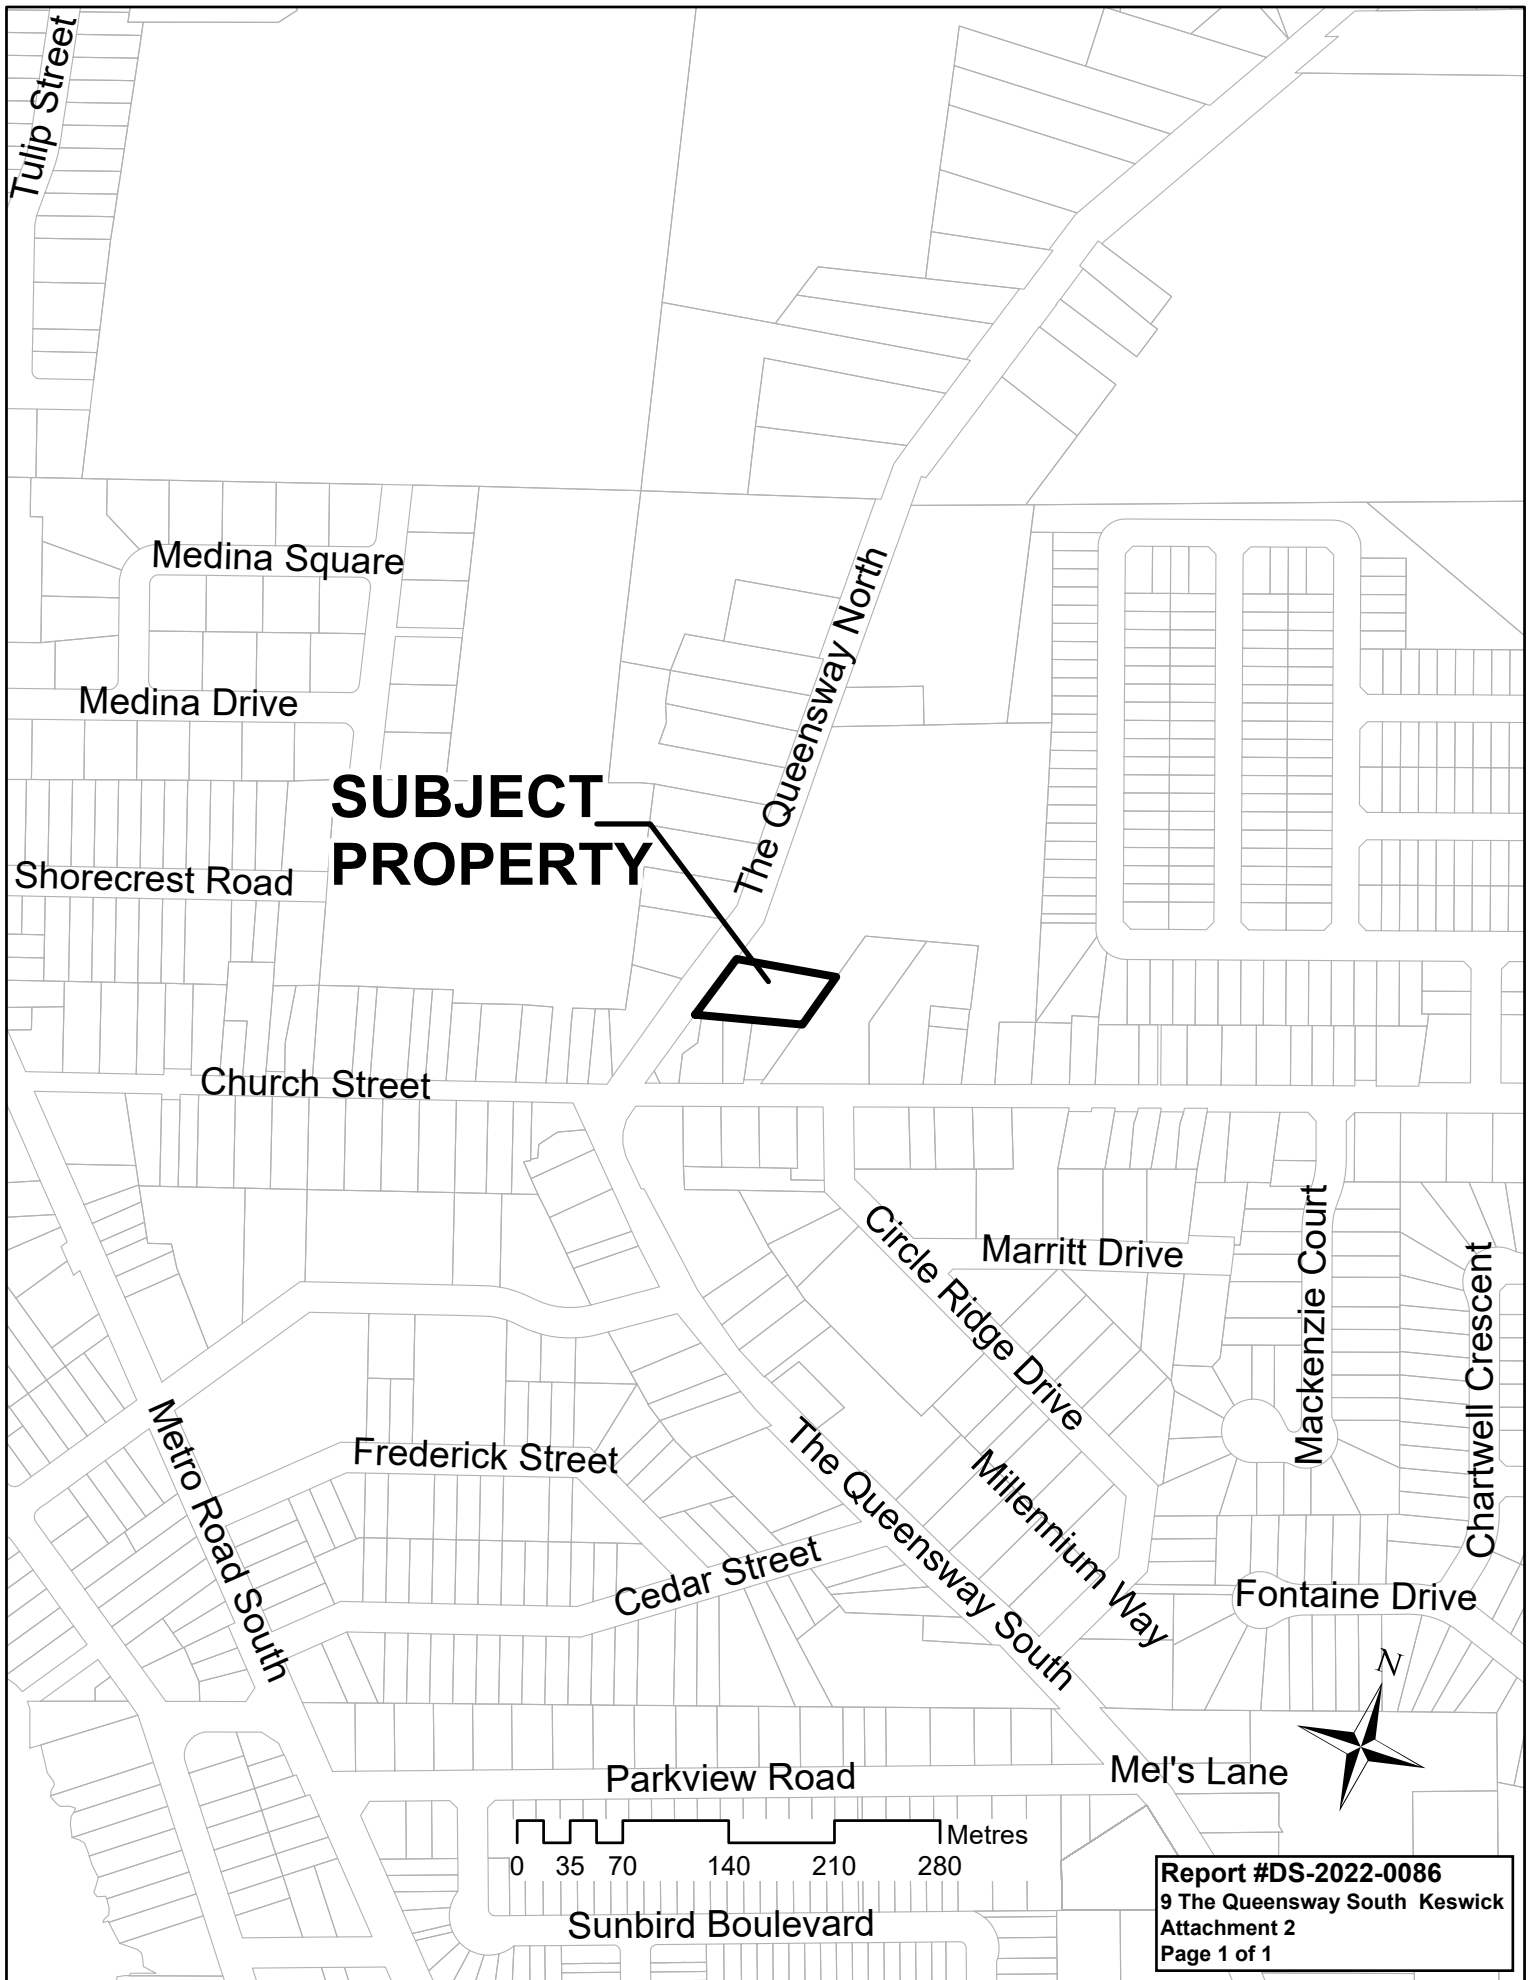 Tulip Street
Medina Square
The Queensway North
Medina Drive
SUBJECT
PROPERTY
Shorecrest Road
Church Street
Circle Ridge Drive
Marritt Drive
Mackenzie Court
Chartwell Crescent
Metro Road South
Frederick Street
The Queensway South
Millennium Way
Cedar Street
Fontaine Drive
N
Parkview Road
Mel's Lane
Metres
0 35 70 140 210 280
Sunbird Boulevard
Report #DS-2022-0086
9 The Queensway South Keswick
Attachment 2
Page 1 of 1